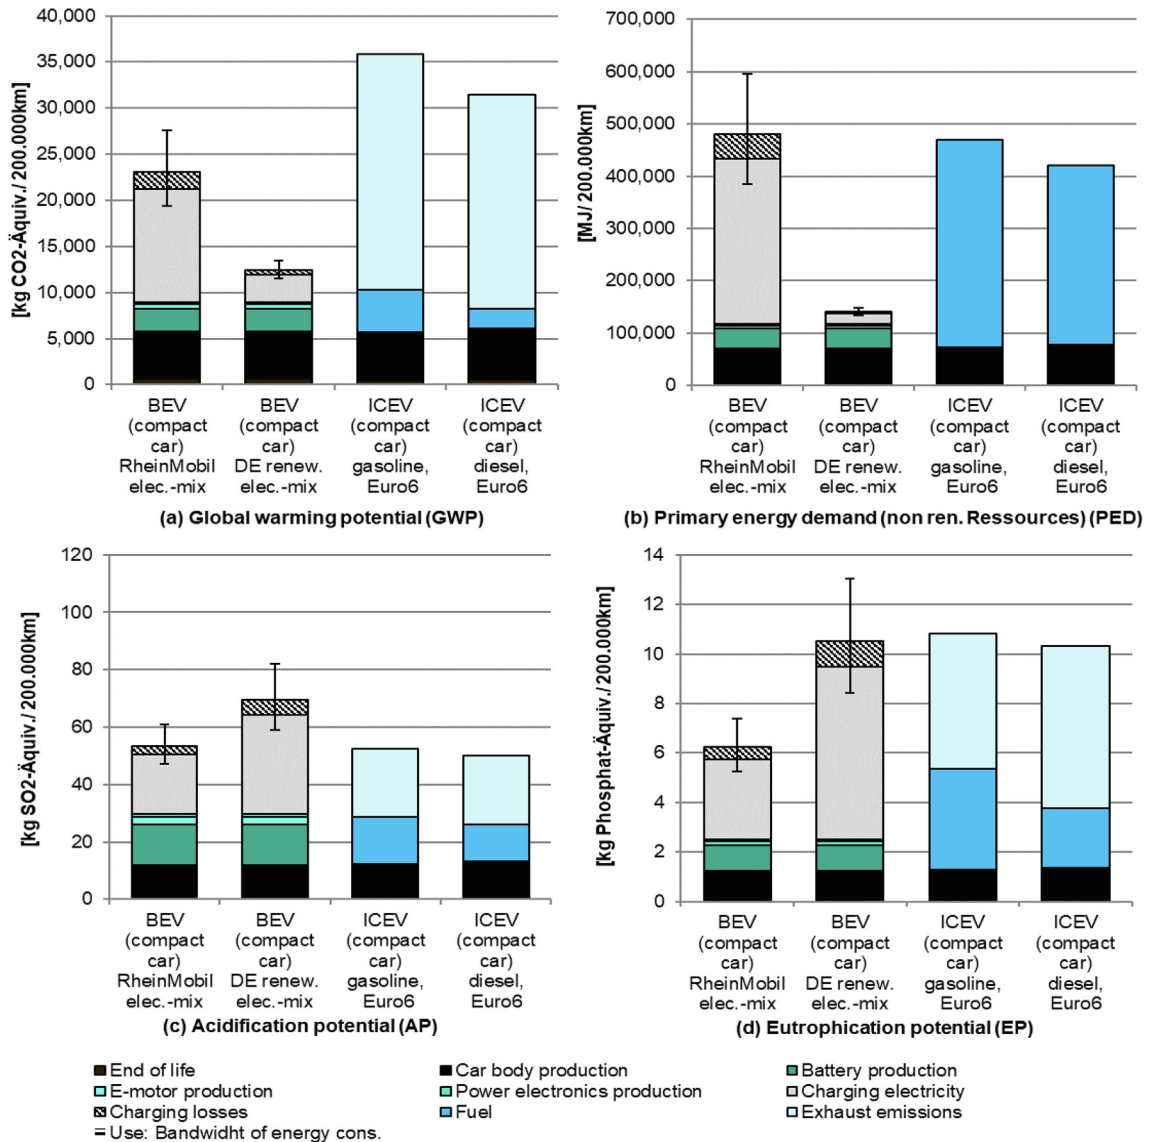 40,000
35,000
30,000
25,000
20,000
15,000
10,000
5,000
0
[kg CO2-Äquiv./ 200.000km]
BEV
(compact
car)
RheinMobil
elec.-mix
BEV
(compact
car)
DE renew.
elec.-mix
ICEV
(compact
car)
gasoline,
Euro6
ICEV
(compact
car)
diesel,
Euro6
(a) Global warming potential (GWP)
700,000
600,000
500,000
400,000
300,000
200,000
100,000
0
[MJ/ 200.000km]
BEV
(compact
car)
RheinMobil
elec.-mix
BEV
(compact
car)
DE renew.
elec.-mix
ICEV
(compact
car)
gasoline,
Euro6
ICEV
(compact
car)
diesel,
Euro6
(b) Primary energy demand (non ren. Ressources) (PED)
120
100
80
60
40
20
0
[kg SO2-Äquiv./ 200.000km]
BEV
(compact
car)
RheinMobil
elec.-mix
BEV
(compact
car)
DE renew.
elec.-mix
ICEV
(compact
car)
gasoline,
Euro6
ICEV
(compact
car)
diesel,
Euro6
(c) Acidification potential (AP)
14
12
10
8
6
4
2
0
[kg Phosphat-Äquiv./ 200.000km]
BEV
(compact
car)
RheinMobil
elec.-mix
BEV
(compact
car)
DE renew.
elec.-mix
ICEV
(compact
car)
gasoline,
Euro6
ICEV
(compact
car)
diesel,
Euro6
(d) Eutrophication potential (EP)
End of life
Car body production
Battery production
E-motor production
Power electronics production
Charging electricity
Charging losses
Fuel
Exhaust emissions
Use: Bandwidht of energy cons.